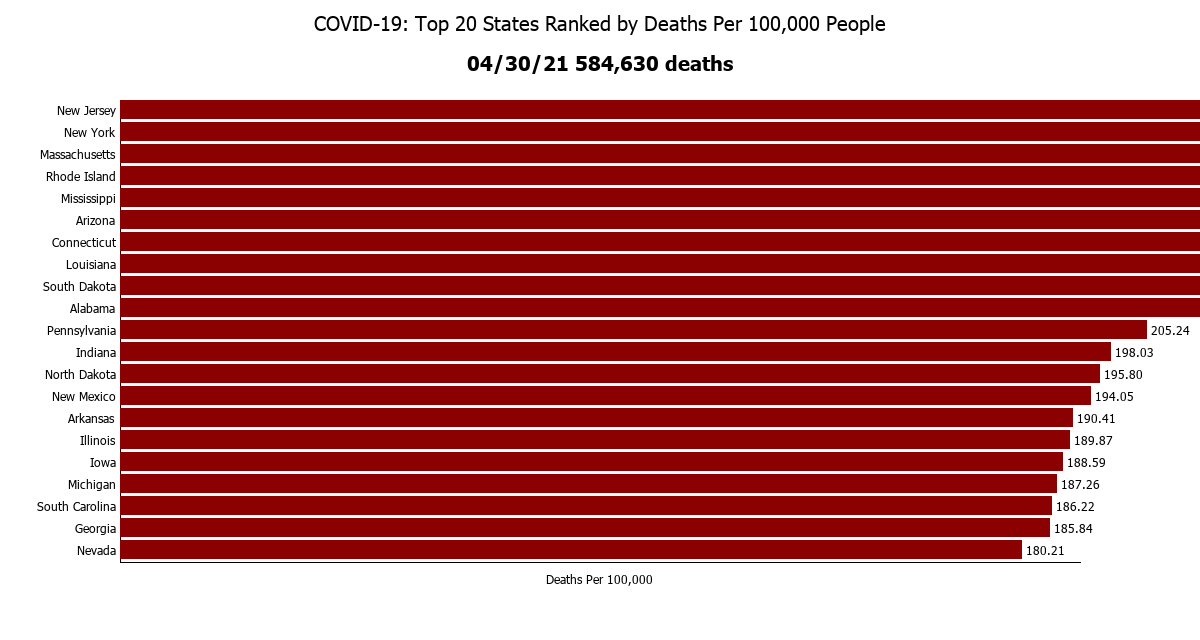 COVID-19: Top 20 States Ranked by Deaths Per 100,000 People
04/30/21 584,630 deaths
New Jersey
New York
Massachusetts
Rhode Island
Mississippi
Arizona
Connecticut
Louisiana
South Dakota
Alabama
Pennsylvania 205.24
Indiana 198.03
North Dakota 195.80
New Mexico 194.05
Arkansas 190.41
Illinois 189.87
Iowa 188.59
Michigan 187.26
South Carolina 186.22
Georgia 185.84
Nevada 180.21
Deaths Per 100,000